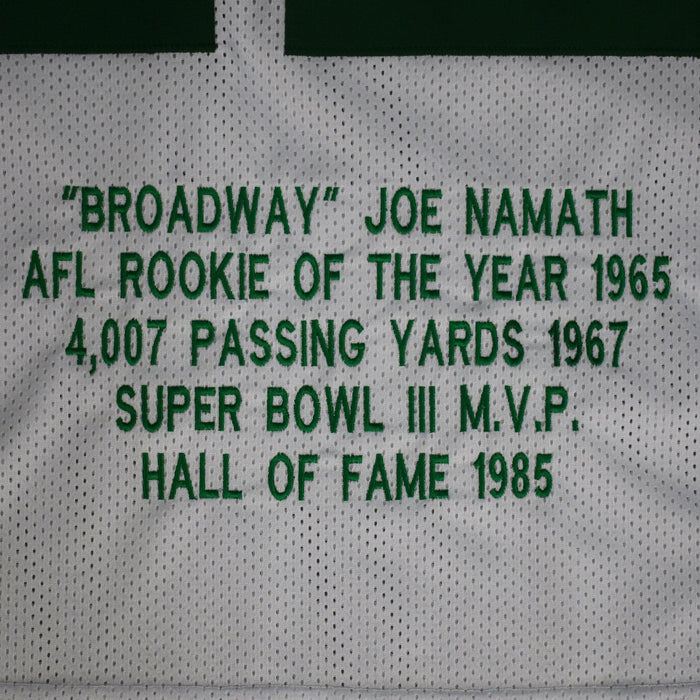 "BROADWAY" JOE NAMATH
AFL ROOKIE OF THE YEAR 1965
4,007 PASSING YARDS 1967
SUPER BOWL III M.V.P.
HALL OF FAME 1985